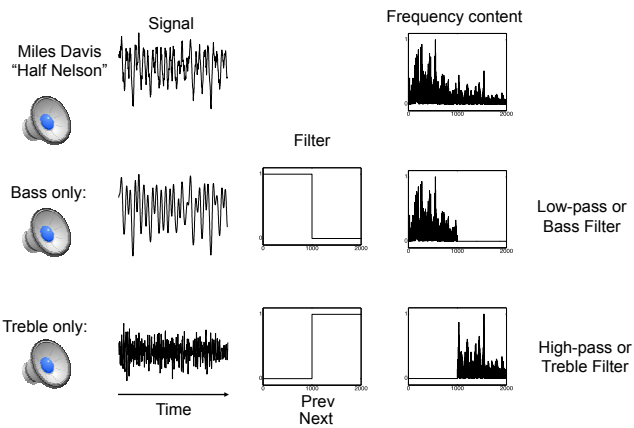 Signal
Frequency content
Miles Davis
“Half Nelson”
1
0
0 1000 2000
Filter
Bass only:
1
0
0 1000 2000
1
0
0 1000 2000
Low-pass or
Bass Filter
Treble only:
1
0
0 1000 2000
1
0
0 1000 2000
High-pass or
Treble Filter
Time
Prev
Next